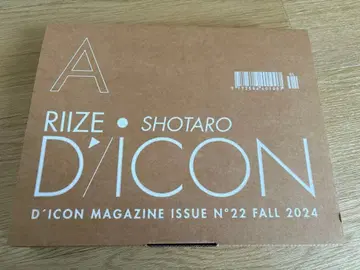 A
RIIZE • SHOTARO
D'ICON
D'ICON MAGAZINE ISSUE N°22 FALL 2024